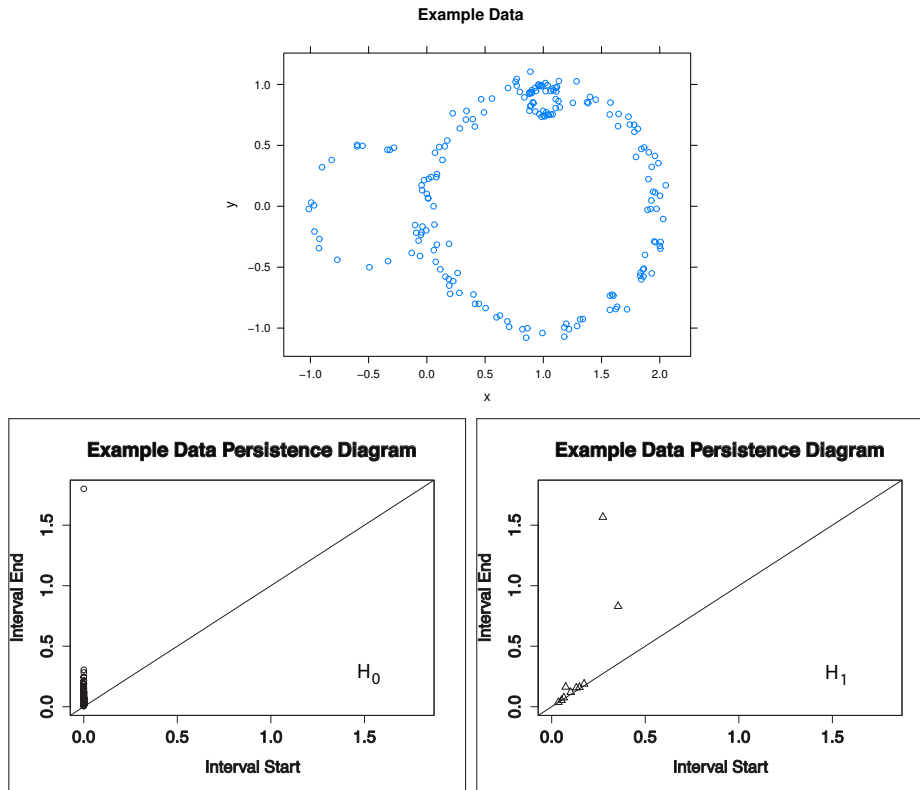 Example Data
1.0
0.5
0.0
−0.5
−1.0
y
−1.0 −0.5 0.0 0.5 1.0 1.5 2.0
x
Example Data Persistence Diagram
1.5
1.0
0.5
0.0
Interval End
H0
0.0 0.5 1.0 1.5
Interval Start
Example Data Persistence Diagram
1.5
1.0
0.5
0.0
Interval End
H1
0.0 0.5 1.0 1.5
Interval Start